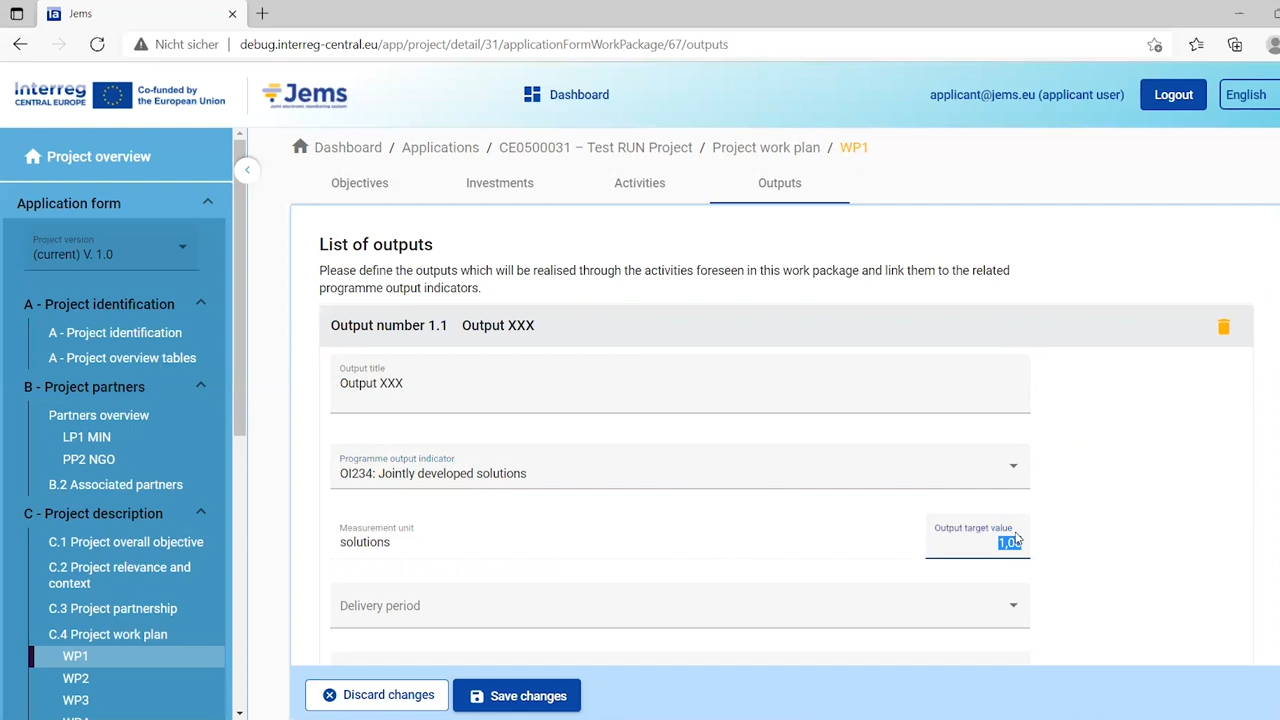 Jems
Nicht sicher
debug.interreg-central.eu/app/project/detail/31/applicationFormWorkPackage/67/outputs
Interreg
CENTRAL EUROPE
Co-funded by
the European Union
Jems
Dashboard
applicant@jems.eu (applicant user)
Logout
English
Project overview
Application form
Project version
(current) V. 1.0
A - Project identification
A - Project identification
A - Project overview tables
B - Project partners
Partners overview
LP1 MIN
PP2 NGO
B.2 Associated partners
C - Project description
C.1 Project overall objective
C.2 Project relevance and
context
C.3 Project partnership
C.4 Project work plan
WP1
WP2
WP3
Dashboard / Applications / CE0500031 – Test RUN Project / Project work plan / WP1
Objectives
Investments
Activities
Outputs
List of outputs
Please define the outputs which will be realised through the activities foreseen in this work package and link them to the related
programme output indicators.
Output number 1.1 Output XXX
Output title
Output XXX
Programme output indicator
OI234: Jointly developed solutions
Measurement unit
solutions
Output target value
Delivery period
Discard changes
Save changes